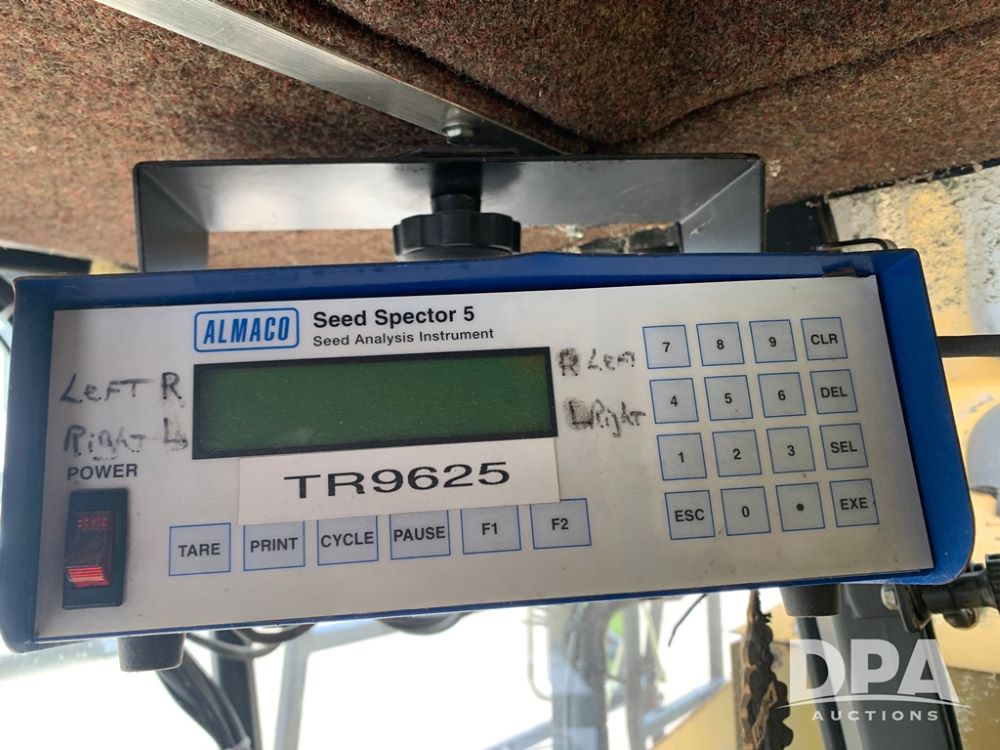 ALMACO
Seed Spector 5
Seed Analysis Instrument
LEFT R
Right L
R Left
L Right
TR9625
POWER
TARE PRINT CYCLE PAUSE F1 F2
7 8 9 CLR
4 5 6 DEL
1 2 3 SEL
ESC 0 • EXE
DPA
AUCTIONS